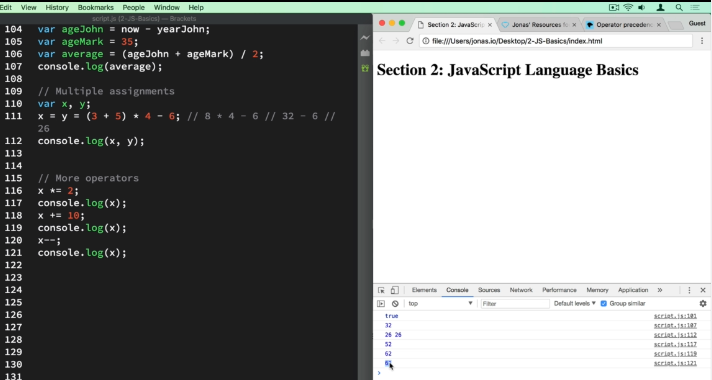 Edit View History Bookmarks People Window Help
script.js (2-JS-Basics) — Brackets
104 var ageJohn = now - yearJohn;
105 var ageMark = 35;
106 var average = (ageJohn + ageMark) / 2;
107 console.log(average);
108
109 // Multiple assignments
110 var x, y;
111 x = y = (3 + 5) * 4 - 6; // 8 * 4 - 6 // 32 - 6 //
26
112 console.log(x, y);
113
114
115 // More operators
116 x *= 2;
117 console.log(x);
118 x += 10;
119 console.log(x);
120 x--;
121 console.log(x);
122
123
124
125
126
127
128
129
130
131
Section 2: JavaScrip
Jonas' Resources fo
Operator precedenc
Guest
file:///Users/jonas.io/Desktop/2-JS-Basics/index.html
Section 2: JavaScript Language Basics
Elements Console Sources Network Performance Memory Application »
top Filter Default levels ▼ Group similar
true script.js:101
32 script.js:107
26 26 script.js:112
52 script.js:117
62 script.js:119
script.js:121
›